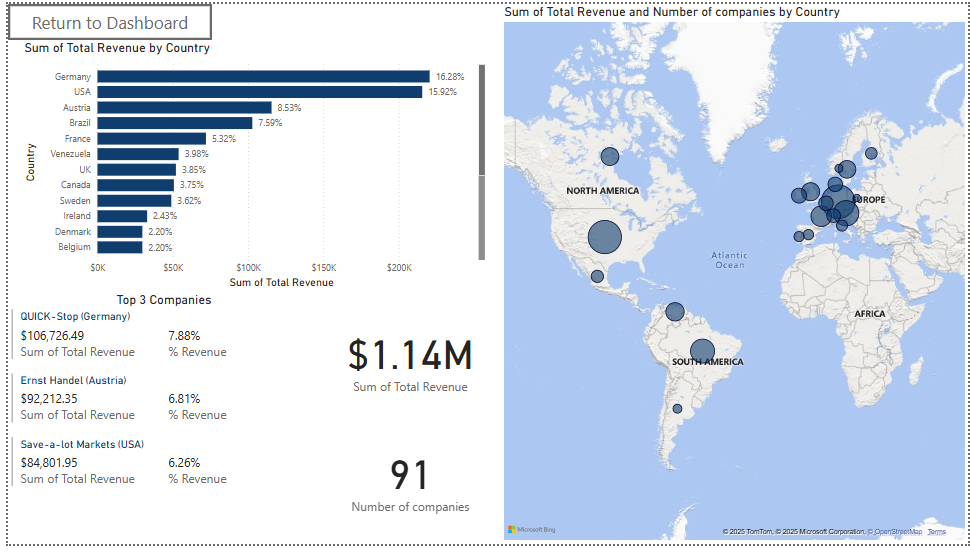 Return to Dashboard
Sum of Total Revenue by Country
Country
Germany 16.28%
USA 15.92%
Austria 8.53%
Brazil 7.59%
France 5.32%
Venezuela 3.98%
UK 3.85%
Canada 3.75%
Sweden 3.62%
Ireland 2.43%
Denmark 2.20%
Belgium 2.20%
$0K $50K $100K $150K $200K
Sum of Total Revenue
Top 3 Companies
QUICK-Stop (Germany)
$106,726.49 7.88%
Sum of Total Revenue % Revenue
Ernst Handel (Austria)
$92,212.35 6.81%
Sum of Total Revenue % Revenue
Save-a-lot Markets (USA)
$84,801.95 6.26%
Sum of Total Revenue % Revenue
$1.14M
Sum of Total Revenue
91
Number of companies
Sum of Total Revenue and Number of companies by Country
NORTH AMERICA
EUROPE
Atlantic
Ocean
AFRICA
SOUTH AMERICA
Microsoft Bing
© 2025 TomTom, © 2025 Microsoft Corporation, © OpenStreetMap Terms